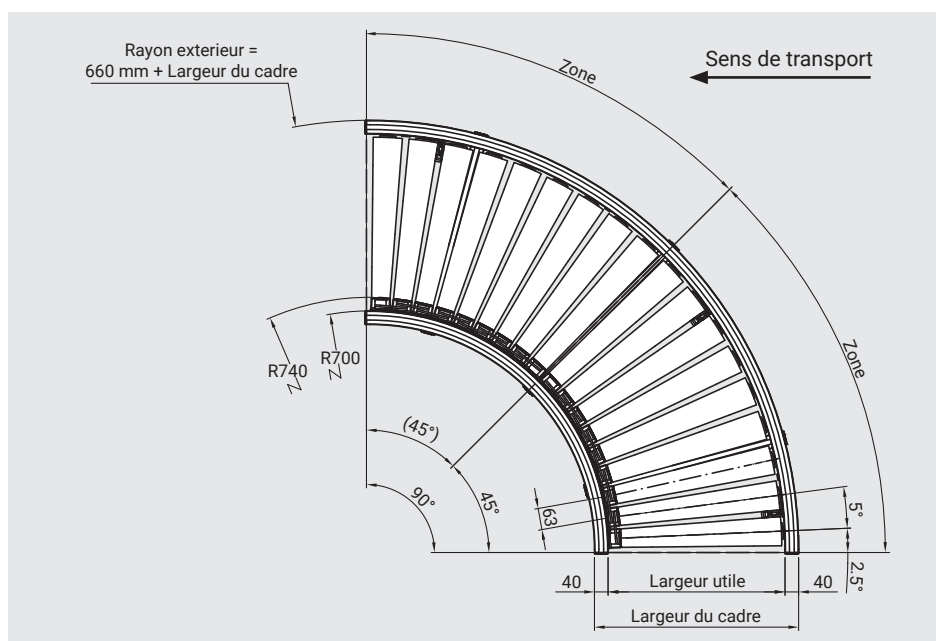 Rayon exterieur =
660 mm + Largeur du cadre
Zone
Sens de transport
Zone
R740
R700
(45°)
45°
90°
63
5°
2.5°
40
Largeur utile
40
Largeur du cadre